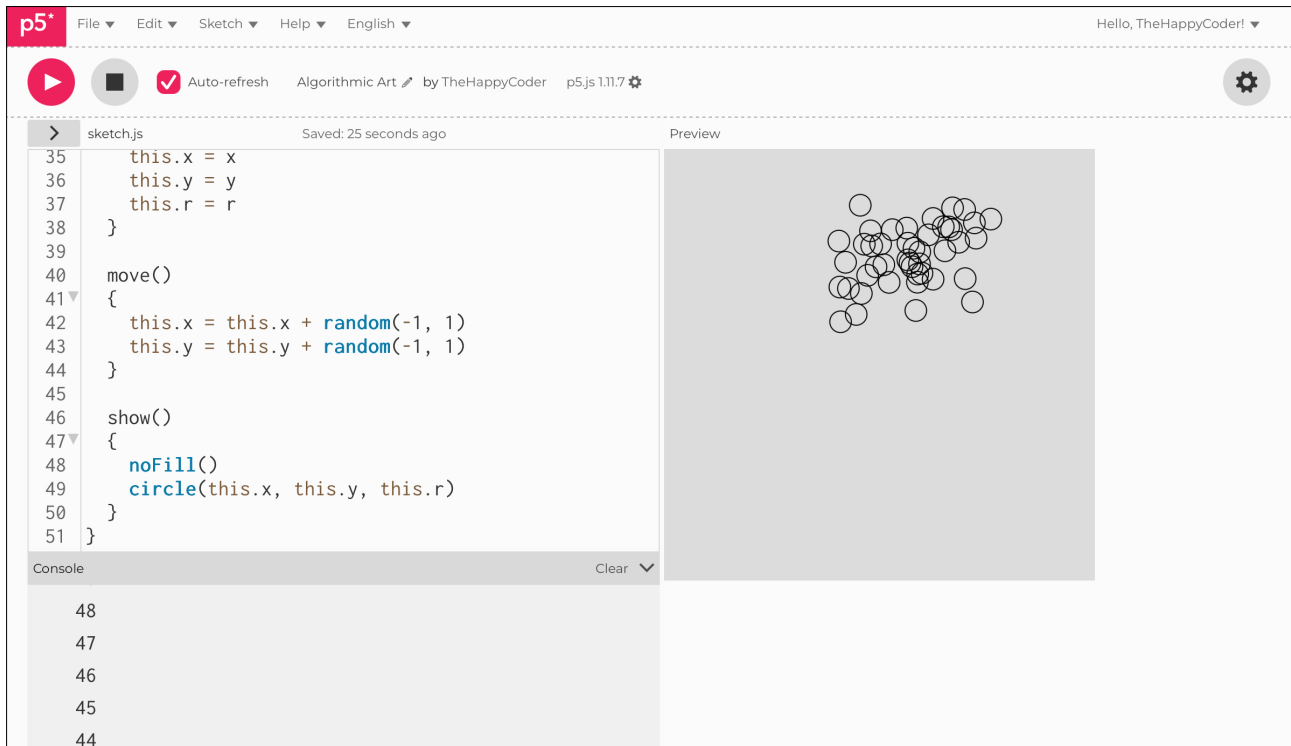 p5* File Edit Sketch Help English Hello, TheHappyCoder!
Auto-refresh Algorithmic Art by TheHappyCoder p5.js 1.11.7
> sketch.js Saved: 25 seconds ago Preview
35 this.x = x
36 this.y = y
37 this.r = r
38 }
39
40 move()
41 {
42 this.x = this.x + random(-1, 1)
43 this.y = this.y + random(-1, 1)
44 }
45
46 show()
47 {
48 noFill()
49 circle(this.x, this.y, this.r)
50 }
51 }
Console Clear
48
47
46
45
44